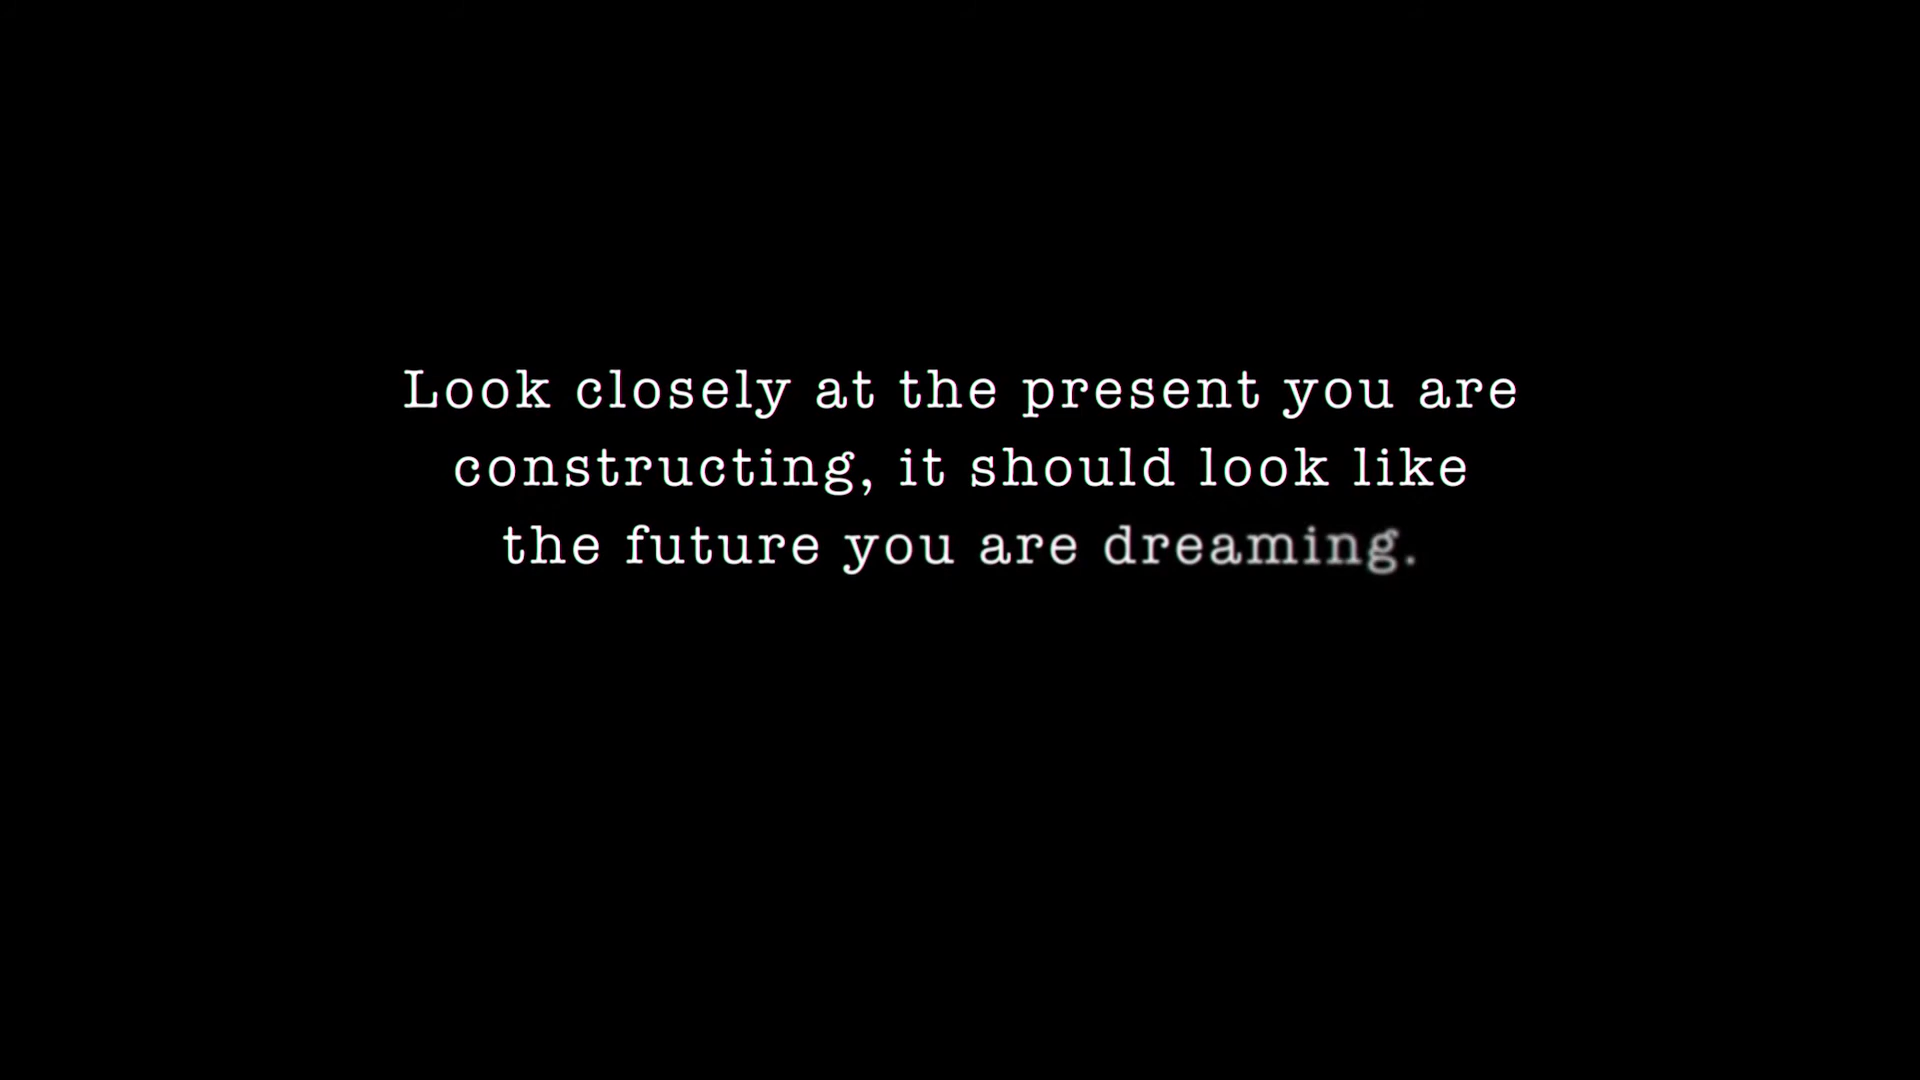 Look closely at the present you are
constructing, it should look like
the future you are dreaming.